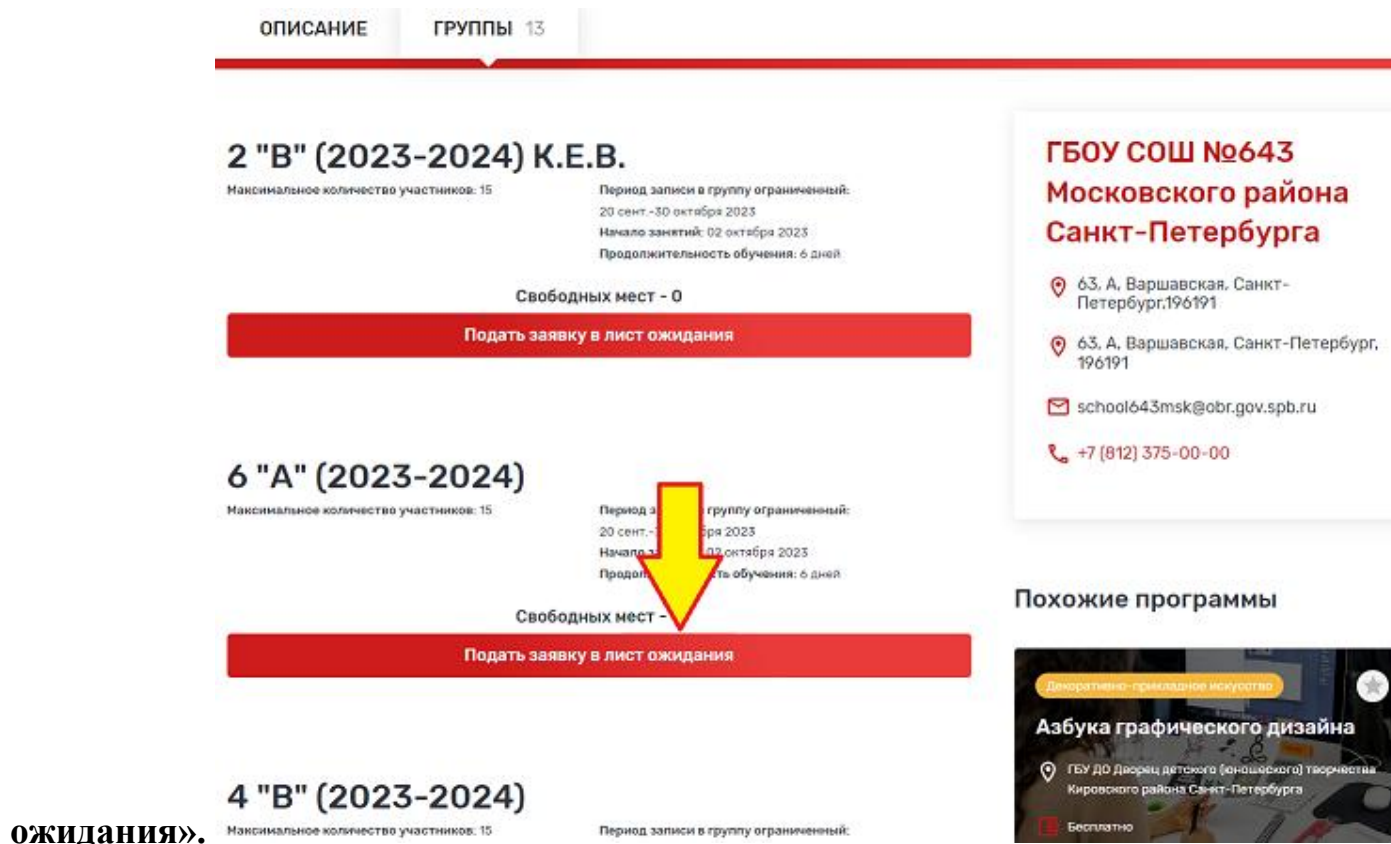 ОПИСАНИЕ
ГРУППЫ 13
2 "В" (2023-2024) К.Е.В.
Максимальное количество участников: 15
Период записи в группу ограниченный:
20 сент.-30 октября 2023
Начало занятий: 02 октября 2023
Продолжительность обучения: 6 дней
Свободных мест - 0
Подать заявку в лист ожидания
6 "А" (2023-2024)
Максимальное количество участников: 15
Период группу ограниченный:
20 сент.- 2023
Начало 02 октября 2023
обучения: 6 дней
Свободных мест -
Подать заявку в лист ожидания
4 "В" (2023-2024)
Максимальное количество участников: 15
Период записи в группу ограниченный:
ожидания».
ГБОУ СОШ №643
Московского района
Санкт-Петербурга
63, А, Варшавская, Санкт-
Петербург,196191
63, А, Варшавская, Санкт-Петербург,
196191
school643msk@obr.gov.spb.ru
+7 (812) 375-00-00
Похожие программы
Декоративно-прикладное искусство
Азбука графического дизайна
ГБУ ДО Дворец детского (юношеского) творчества
Кировского района Санкт-Петербурга
Бесплатно